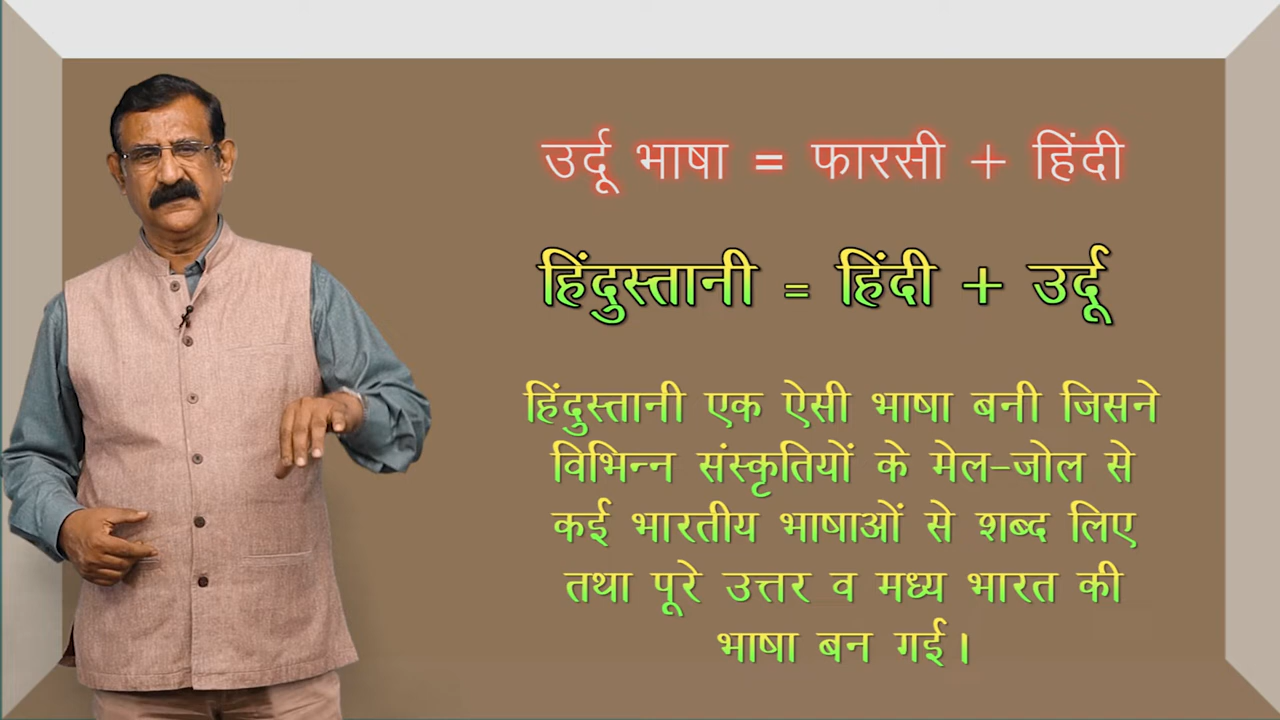 उर्दू भाषा = फारसी + हिंदी
हिंदुस्तानी = हिंदी + उर्दू
हिंदुस्तानी एक ऐसी भाषा बनी जिसने
विभिन्न संस्कृतियों के मेल-जोल से
कई भारतीय भाषाओं से शब्द लिए
तथा पूरे उत्तर व मध्य भारत की
भाषा बन गई।